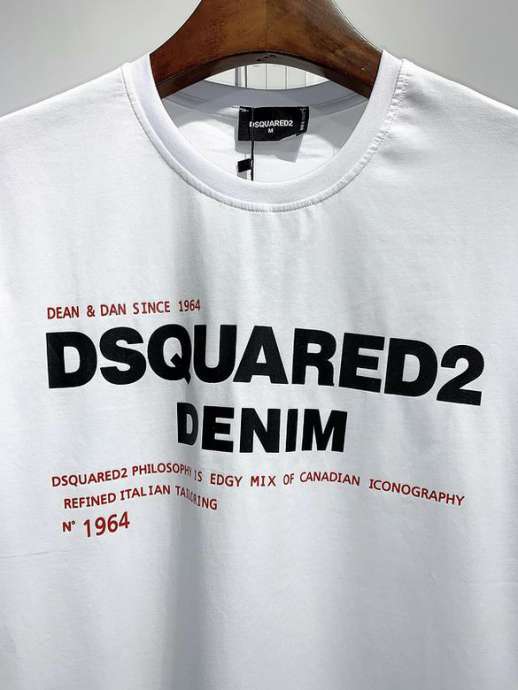 DSQUARED2
M
DEAN & DAN SINCE 1964
DSQUARED2
DENIM
DSQUARED2 PHILOSOPHY IS EDGY MIX OF CANADIAN ICONOGRAPHY
REFINED ITALIAN TAILORING
N° 1964